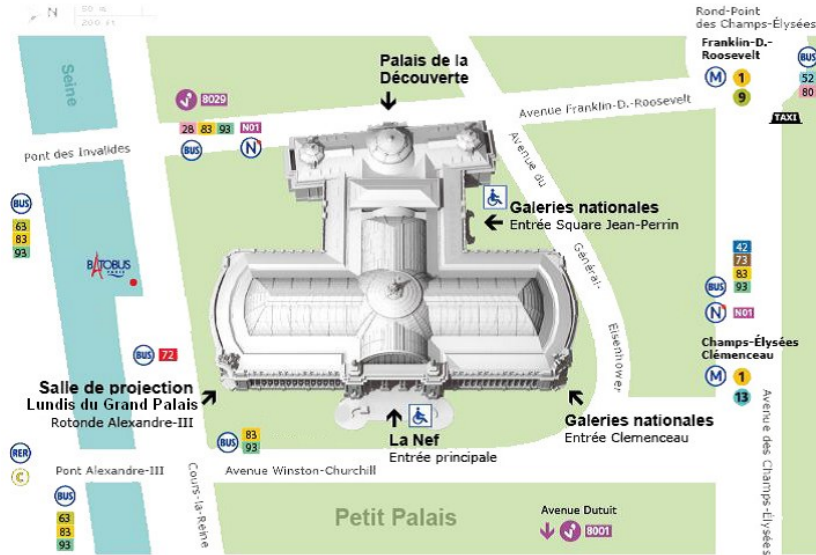 N
50 m
200 ft
Rond-Point
des Champs-Élysées
Franklin-D.-
Roosevelt
M 1
9
BUS
52
80
TAXI
Palais de la
Découverte
Avenue Franklin-D.-Roosevelt
8029
28 83 93 N01
BUS N
Seine
Pont des Invalides
Avenue du
Général-
Eisenhower
BUS
63
83
93
BATOBUS
PARIS
Galeries nationales
Entrée Square Jean-Perrin
42
73
83
93
BUS
N N01
Champs-Élysées
Clémenceau
M 1
13
BUS 72
Salle de projection
Lundis du Grand Palais
Rotonde Alexandre-III
La Nef
Entrée principale
Galeries nationales
Entrée Clemenceau
BUS 83
93
RER
C
Pont Alexandre-III
Cours-la-Reine
Avenue Winston-Churchill
Avenue des Champs-Élysées
BUS
63
83
93
Petit Palais
Avenue Dutuit
8001